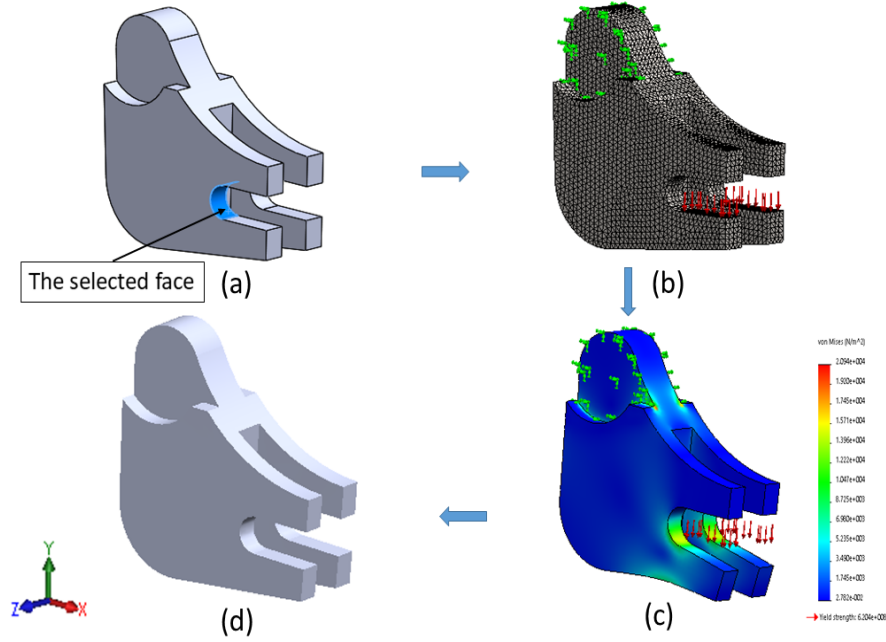 The selected face
(a)
(b)
von Mises (N/m^2)
2.094e+004
1.920e+004
1.745e+004
1.571e+004
1.396e+004
1.222e+004
1.047e+004
8.725e+003
6.980e+003
5.235e+003
3.490e+003
1.745e+003
2.782e-002
Yield strength: 6.204e+008
(c)
(d)
Y
Z
X